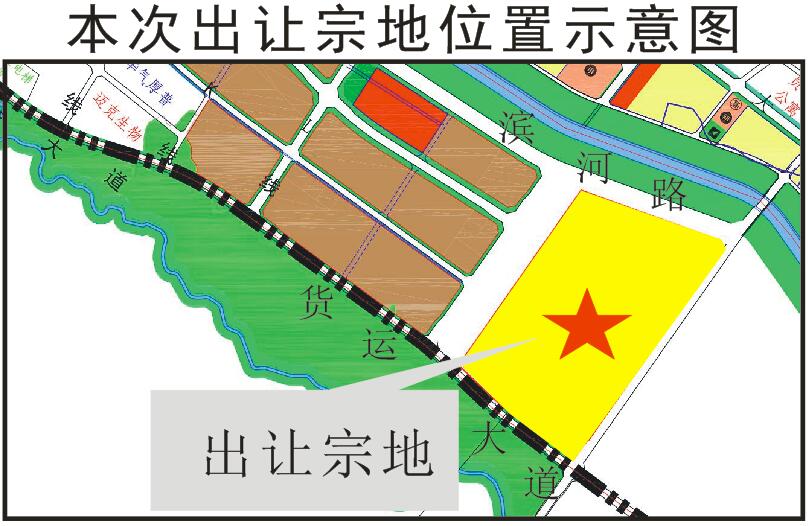 本次出让宗地位置示意图
华气厚普
迈克生物
公寓
大道
线
滨河路
货运大道
出让宗地